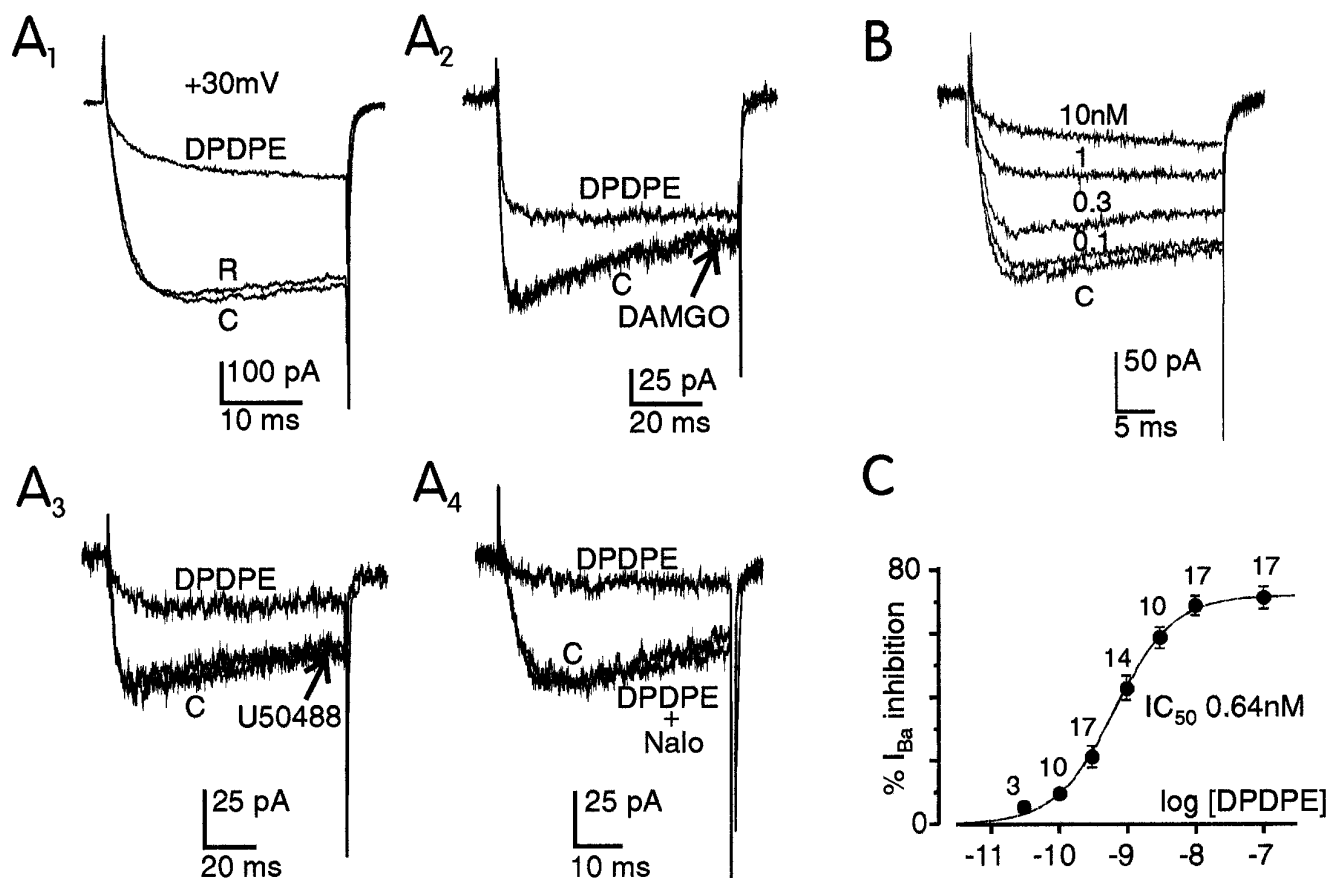 A1
+30mV
DPDPE
R
C
100 pA
10 ms
A2
DPDPE
C
DAMGO
25 pA
20 ms
B
10nM
1
0.3
0.1
C
50 pA
5 ms
A3
DPDPE
C
U50488
25 pA
20 ms
A4
DPDPE
C
DPDPE
+
Nalo
25 pA
10 ms
C
% IBa inhibition
80
0
3
10
17
14
10
17
17
IC50 0.64nM
log [DPDPE]
-11 -10 -9 -8 -7